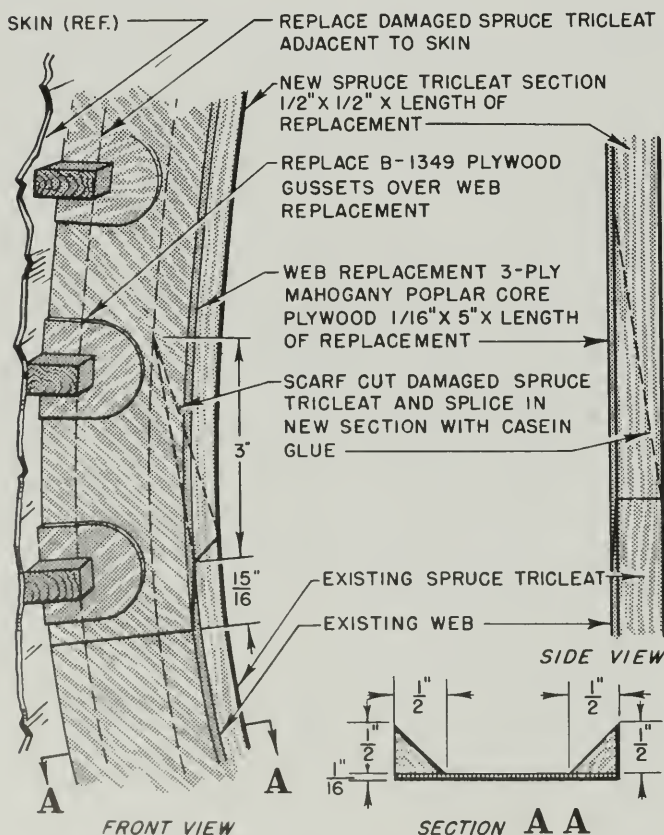 SKIN (REF.)
REPLACE DAMAGED SPRUCE TRICLEAT
ADJACENT TO SKIN
NEW SPRUCE TRICLEAT SECTION
1/2" X 1/2" X LENGTH OF
REPLACEMENT
REPLACE B-1349 PLYWOOD
GUSSETS OVER WEB
REPLACEMENT
WEB REPLACEMENT 3-PLY
MAHOGANY POPLAR CORE
PLYWOOD 1/16" X 5" X LENGTH
OF REPLACEMENT
SCARF CUT DAMAGED SPRUCE
TRICLEAT AND SPLICE IN
NEW SECTION WITH CASEIN
GLUE
3"
15/16"
EXISTING SPRUCE TRICLEAT
EXISTING WEB
SIDE VIEW
1/2"
1/2"
1/2"
1/2"
1/16"
A
A
FRONT VIEW
SECTION A A